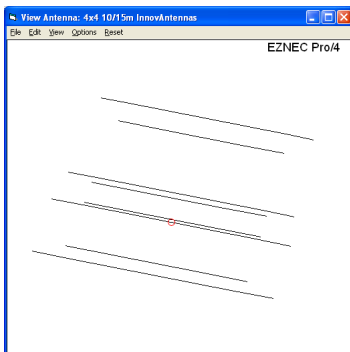 View Antenna: 4x4 10/15m InnovAntennas
File Edit View Options Reset
EZNEC Pro/4